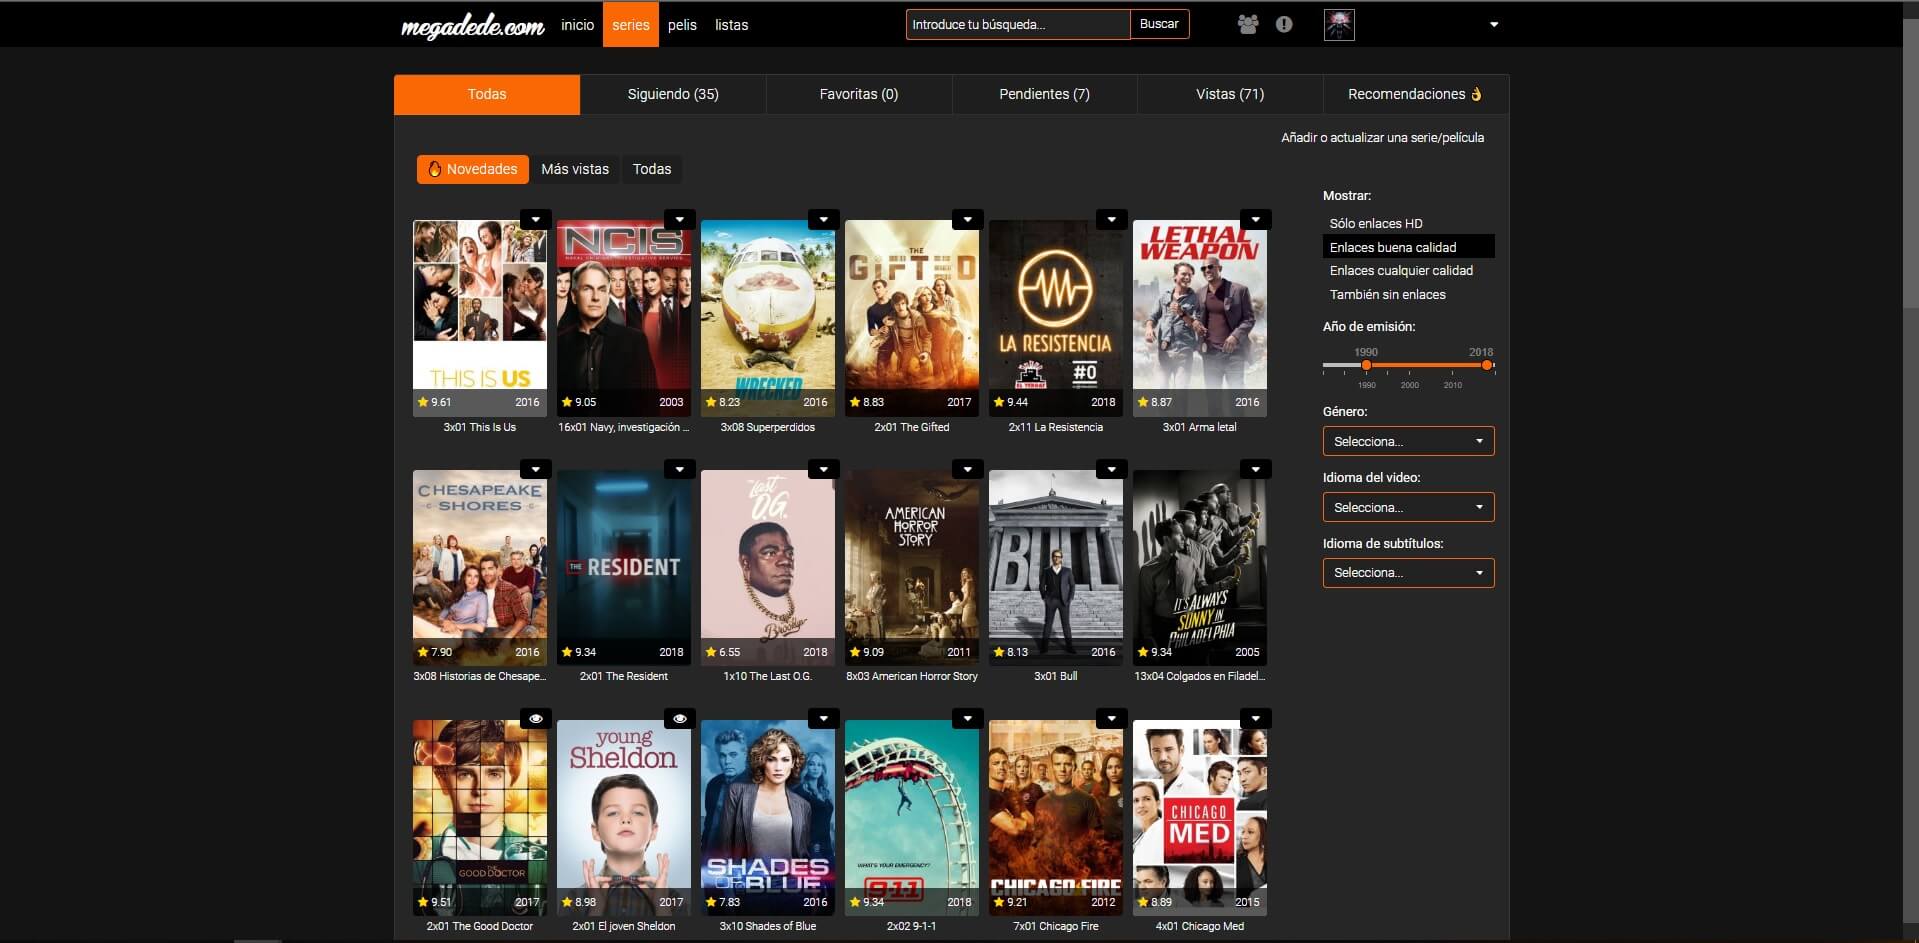 megadede.com inicio series pelis listas Introduce tu búsqueda... Buscar
Todas Siguiendo (35) Favoritas (0) Pendientes (7) Vistas (71) Recomendaciones 👌
Añadir o actualizar una serie/película
🔥 Novedades Más vistas Todas
Mostrar:
Sólo enlaces HD
Enlaces buena calidad
Enlaces cualquier calidad
También sin enlaces
Año de emisión:
1990 2018
1990 2000 2010
Género:
Selecciona...
Idioma del video:
Selecciona...
Idioma de subtítulos:
Selecciona...
THIS IS US
9.61 2016
3x01 This Is Us
NCIS
NAVAL CRIMINAL INVESTIGATIVE SERVICE
9.05 2003
16x01 Navy, investigación ...
WRECKED
8.23 2016
3x08 Superperdidos
THE
GIFTED
8.83 2017
2x01 The Gifted
LA RESISTENCIA
#0
9.44 2018
2x11 La Resistencia
LETHAL
WEAPON
8.87 2016
3x01 Arma letal
CHESAPEAKE
SHORES
7.90 2016
3x08 Historias de Chesape...
THE RESIDENT
9.34 2018
2x01 The Resident
The Last
O.G.
Brooklyn
6.55 2018
1x10 The Last O.G.
AMERICAN
HORROR
STORY
9.09 2011
8x03 American Horror Story
BULL
8.13 2016
3x01 Bull
IT'S ALWAYS
SUNNY IN
PHILADELPHIA
9.34 2005
13x04 Colgados en Filadel...
THE
GOOD DOCTOR
9.51 2017
2x01 The Good Doctor
young
Sheldon
8.98 2017
2x01 El joven Sheldon
SHADES
OF BLUE
7.83 2016
3x10 Shades of Blue
WHAT'S YOUR EMERGENCY?
9-1-1
9.34 2018
2x02 9-1-1
CHICAGO FIRE
9.21 2012
7x01 Chicago Fire
CHICAGO
MED
8.89 2015
4x01 Chicago Med